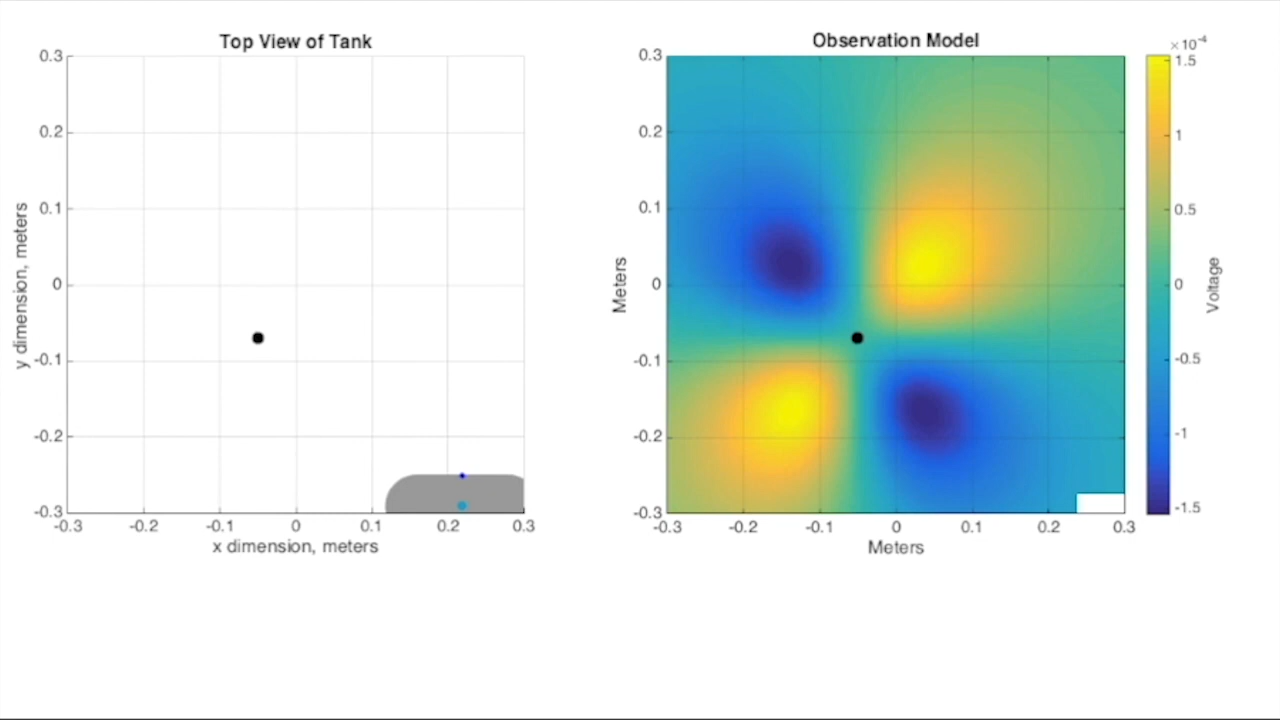 Top View of Tank
0.3
0.2
0.1
0
-0.1
-0.2
-0.3
-0.3 -0.2 -0.1 0 0.1 0.2 0.3
x dimension, meters
y dimension, meters
Observation Model
0.3
0.2
0.1
0
-0.1
-0.2
-0.3
-0.3 -0.2 -0.1 0 0.1 0.2 0.3
Meters
Meters
×10⁻⁴
1.5
1
0.5
0
-0.5
-1
-1.5
Voltage